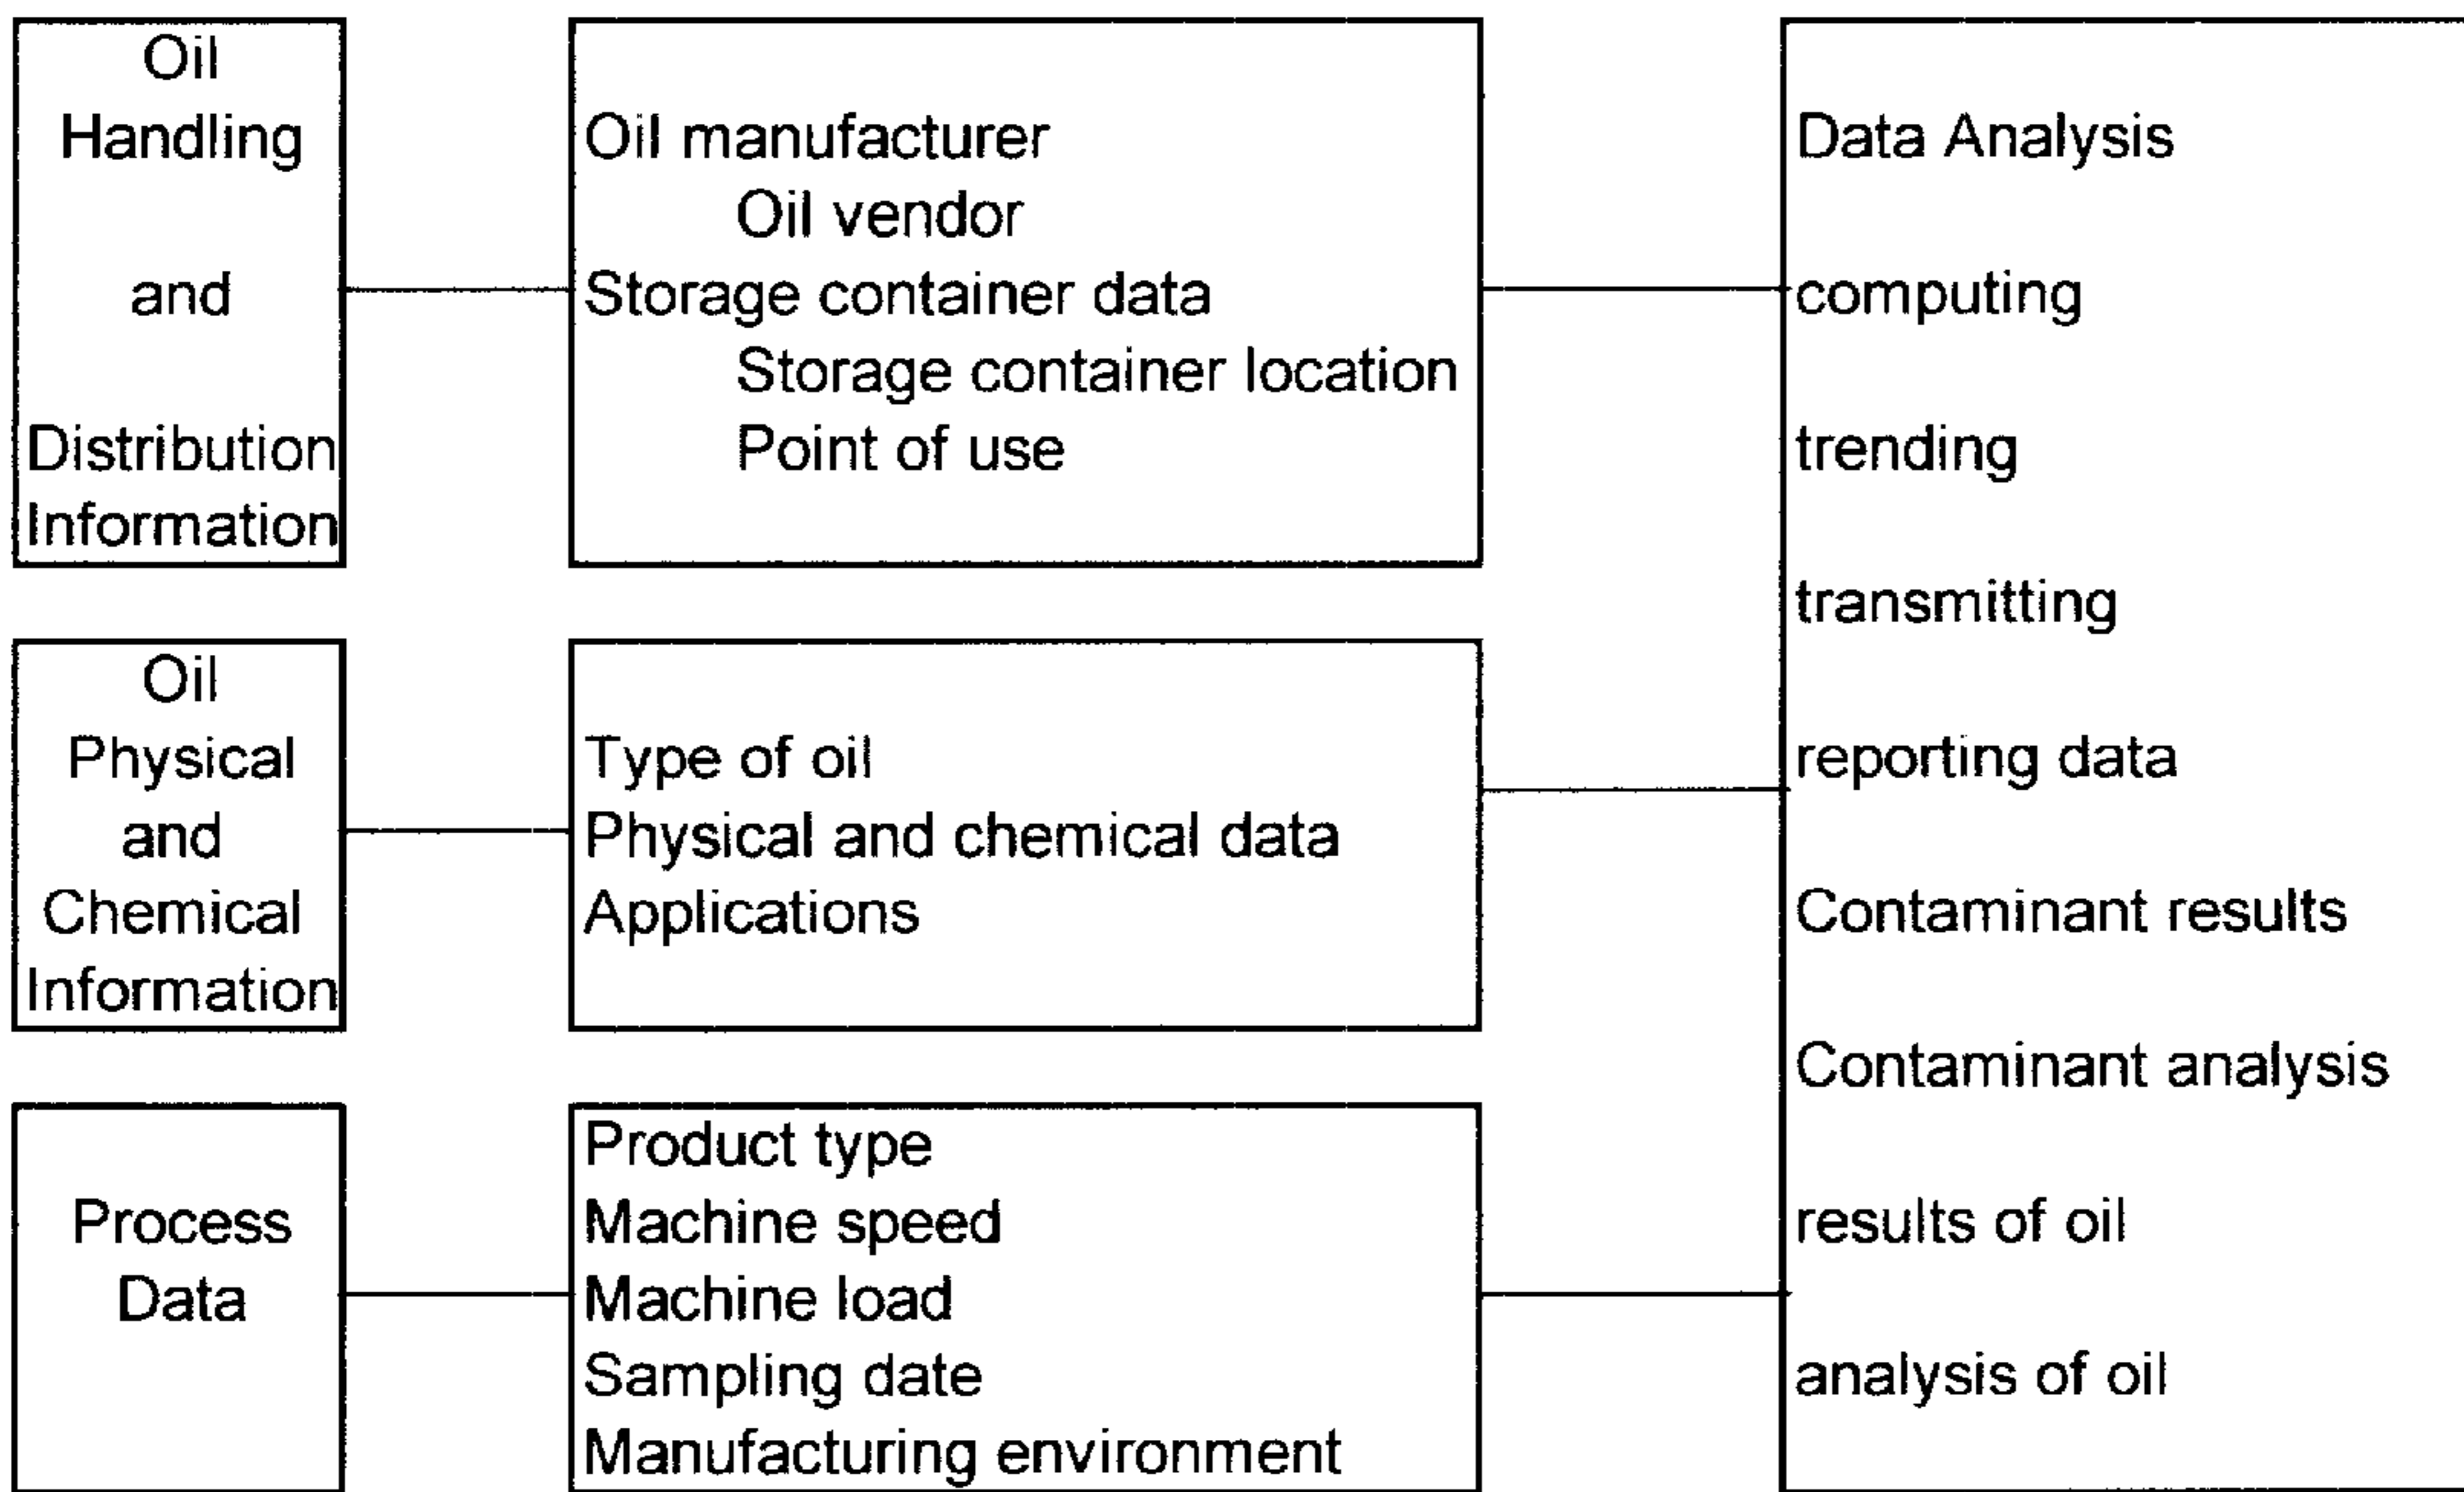 Oil
Handling
and
Distribution
Information
Oil manufacturer
Oil vendor
Storage container data
Storage container location
Point of use
Oil
Physical
and
Chemical
Information
Type of oil
Physical and chemical data
Applications
Process
Data
Product type
Machine speed
Machine load
Sampling date
Manufacturing environment
Data Analysis
computing
trending
transmitting
reporting data
Contaminant results
Contaminant analysis
results of oil
analysis of oil